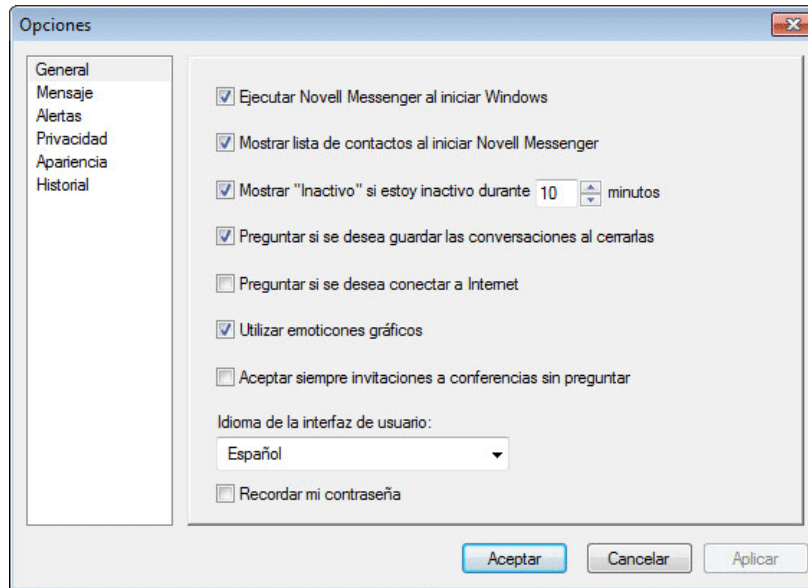 Opciones
General
Mensaje
Alertas
Privacidad
Apariencia
Historial
Ejecutar Novell Messenger al iniciar Windows
Mostrar lista de contactos al iniciar Novell Messenger
Mostrar "Inactivo" si estoy inactivo durante 10 minutos
Preguntar si se desea guardar las conversaciones al cerrarlas
Preguntar si se desea conectar a Internet
Utilizar emoticones gráficos
Aceptar siempre invitaciones a conferencias sin preguntar
Idioma de la interfaz de usuario:
Español
Recordar mi contraseña
Aceptar Cancelar Aplicar